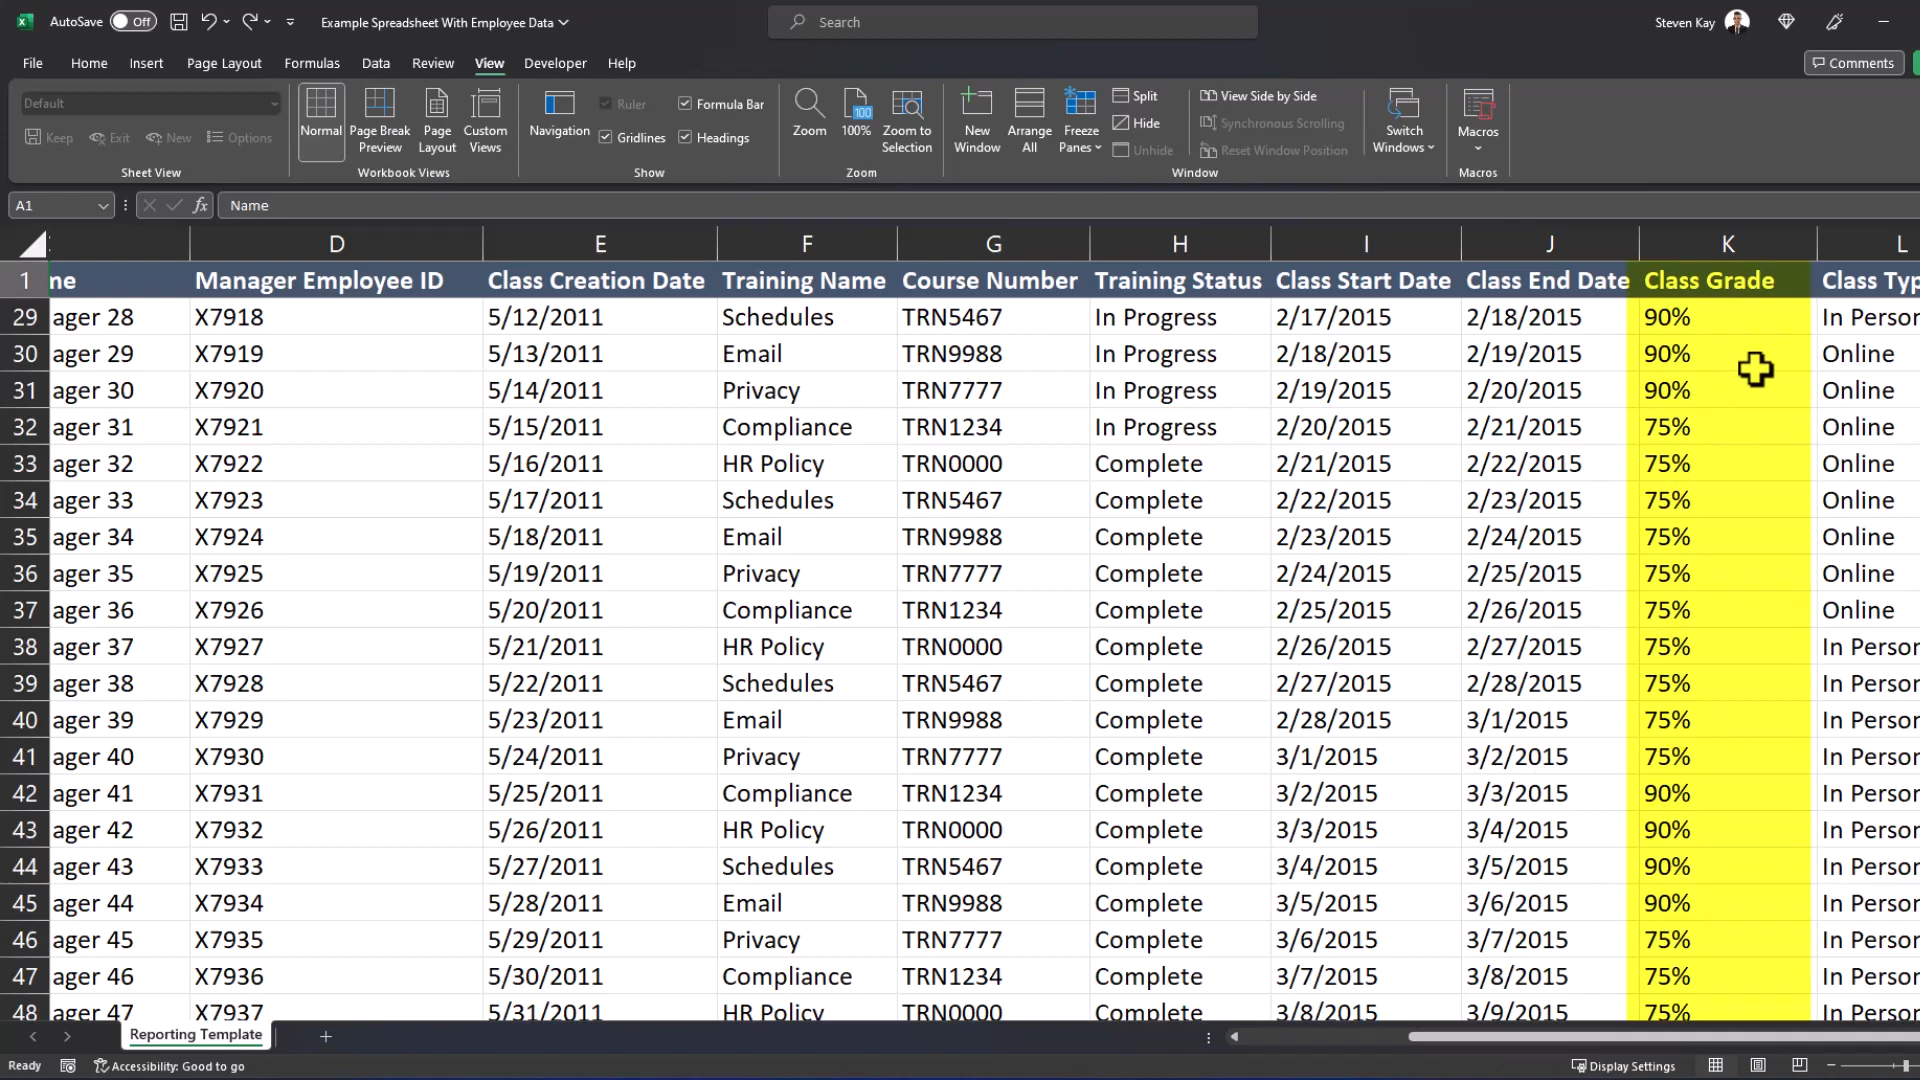 AutoSave Off Example Spreadsheet With Employee Data Search Steven Kay
File Home Insert Page Layout Formulas Data Review View Developer Help Comments
Default
Keep Exit New Options
Sheet View
Normal Page Break Preview Page Layout Custom Views
Workbook Views
Navigation Ruler Formula Bar
Gridlines Headings
Show
Zoom 100 100% Zoom to Selection
Zoom
New Window Arrange All Freeze Panes Split Hide Unhide
View Side by Side
Synchronous Scrolling
Reset Window Position
Switch Windows
Window
Macros
Macros
A1 fx Name
D E F G H I J K L
1 ne Manager Employee ID Class Creation Date Training Name Course Number Training Status Class Start Date Class End Date Class Grade Class Typ
29 ager 28 X7918 5/12/2011 Schedules TRN5467 In Progress 2/17/2015 2/18/2015 90% In Person
30 ager 29 X7919 5/13/2011 Email TRN9988 In Progress 2/18/2015 2/19/2015 90% Online
31 ager 30 X7920 5/14/2011 Privacy TRN7777 In Progress 2/19/2015 2/20/2015 90% Online
32 ager 31 X7921 5/15/2011 Compliance TRN1234 In Progress 2/20/2015 2/21/2015 75% Online
33 ager 32 X7922 5/16/2011 HR Policy TRN0000 Complete 2/21/2015 2/22/2015 75% Online
34 ager 33 X7923 5/17/2011 Schedules TRN5467 Complete 2/22/2015 2/23/2015 75% Online
35 ager 34 X7924 5/18/2011 Email TRN9988 Complete 2/23/2015 2/24/2015 75% Online
36 ager 35 X7925 5/19/2011 Privacy TRN7777 Complete 2/24/2015 2/25/2015 75% Online
37 ager 36 X7926 5/20/2011 Compliance TRN1234 Complete 2/25/2015 2/26/2015 75% Online
38 ager 37 X7927 5/21/2011 HR Policy TRN0000 Complete 2/26/2015 2/27/2015 75% In Person
39 ager 38 X7928 5/22/2011 Schedules TRN5467 Complete 2/27/2015 2/28/2015 75% In Person
40 ager 39 X7929 5/23/2011 Email TRN9988 Complete 2/28/2015 3/1/2015 75% In Person
41 ager 40 X7930 5/24/2011 Privacy TRN7777 Complete 3/1/2015 3/2/2015 75% In Person
42 ager 41 X7931 5/25/2011 Compliance TRN1234 Complete 3/2/2015 3/3/2015 90% In Person
43 ager 42 X7932 5/26/2011 HR Policy TRN0000 Complete 3/3/2015 3/4/2015 90% In Person
44 ager 43 X7933 5/27/2011 Schedules TRN5467 Complete 3/4/2015 3/5/2015 90% In Person
45 ager 44 X7934 5/28/2011 Email TRN9988 Complete 3/5/2015 3/6/2015 90% In Person
46 ager 45 X7935 5/29/2011 Privacy TRN7777 Complete 3/6/2015 3/7/2015 75% In Person
47 ager 46 X7936 5/30/2011 Compliance TRN1234 Complete 3/7/2015 3/8/2015 75% In Person
48 ager 47 X7937 5/31/2011 HR Policy TRN0000 Complete 3/8/2015 3/9/2015 75% In Person
Reporting Template
Ready Accessibility: Good to go Display Settings